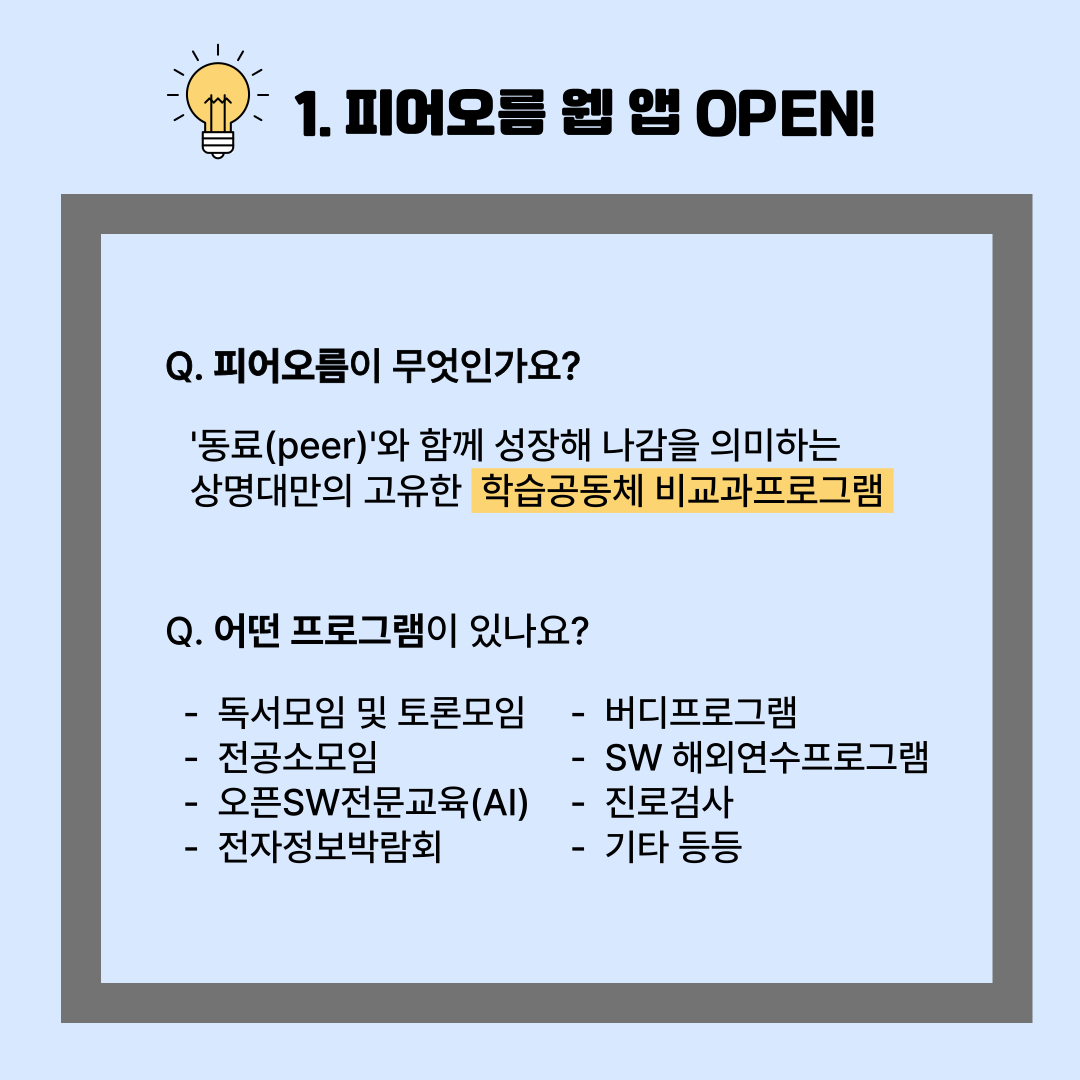 1. 피어오름 웹 앱 OPEN!
Q. 피어오름이 무엇인가요?
'동료(peer)'와 함께 성장해 나감을 의미하는
상명대만의 고유한 학습공동체 비교과프로그램
Q. 어떤 프로그램이 있나요?
- 독서모임 및 토론모임
- 전공소모임
- 오픈SW전문교육(AI)
- 전자정보박람회
- 버디프로그램
- SW 해외연수프로그램
- 진로검사
- 기타 등등